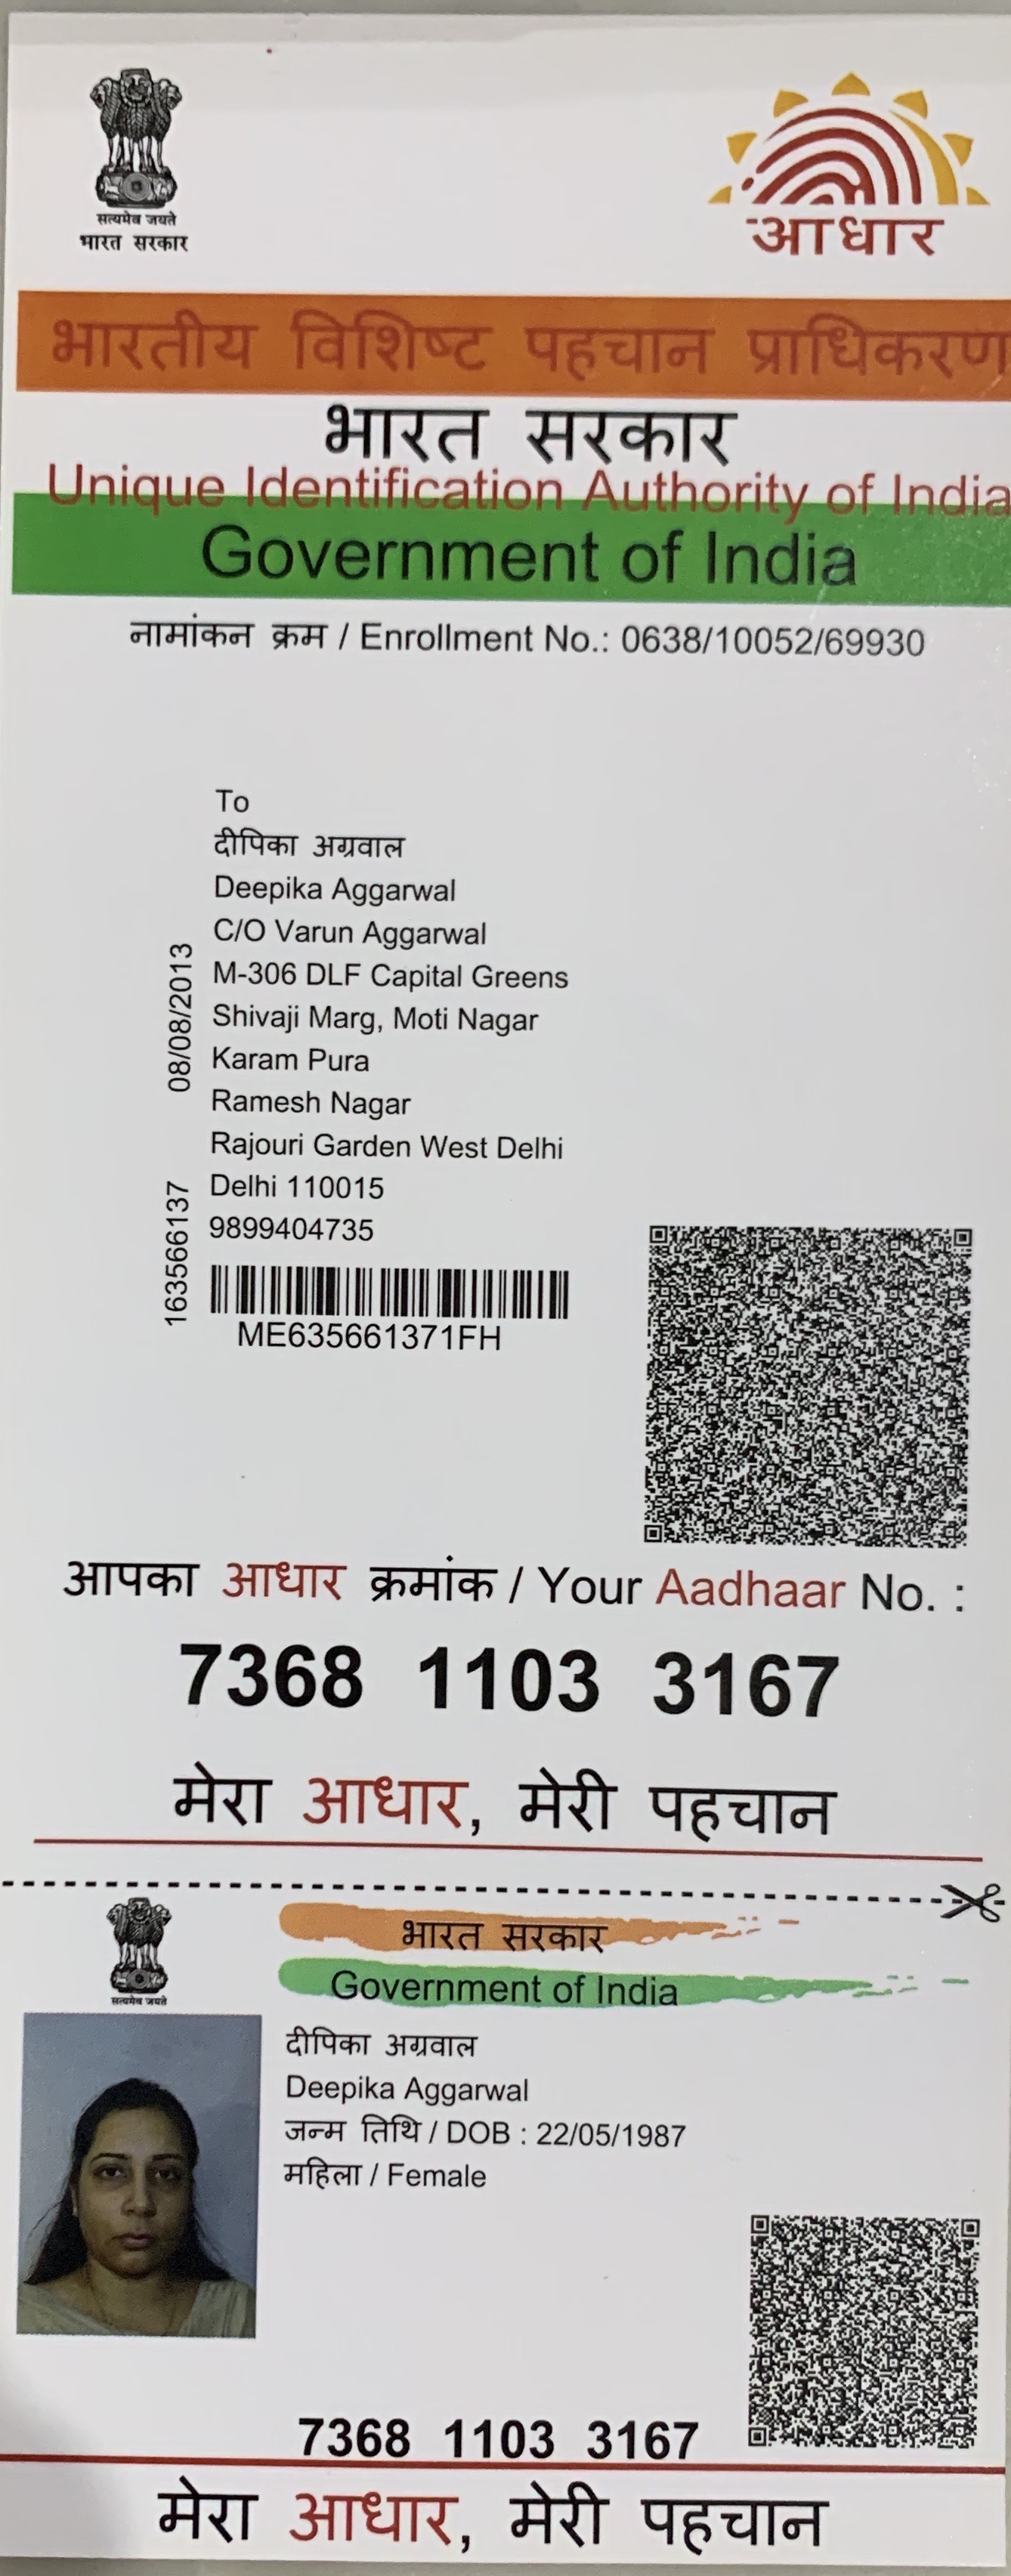 सत्यमेव जयते
भारत सरकार
आधार
भारतीय विशिष्ट पहचान प्राधिकरण
भारत सरकार
Unique Identification Authority of India
Government of India
नामांकन क्रम / Enrollment No.: 0638/10052/69930
To
दीपिका अग्रवाल
Deepika Aggarwal
C/O Varun Aggarwal
M-306 DLF Capital Greens
Shivaji Marg, Moti Nagar
Karam Pura
Ramesh Nagar
Rajouri Garden West Delhi
Delhi 110015
9899404735
08/08/2013
163566137
ME635661371FH
आपका आधार क्रमांक / Your Aadhaar No. :
7368 1103 3167
मेरा आधार, मेरी पहचान
सत्यमेव जयते
भारत सरकार
Government of India
दीपिका अग्रवाल
Deepika Aggarwal
जन्म तिथि / DOB : 22/05/1987
महिला / Female
7368 1103 3167
मेरा आधार, मेरी पहचान